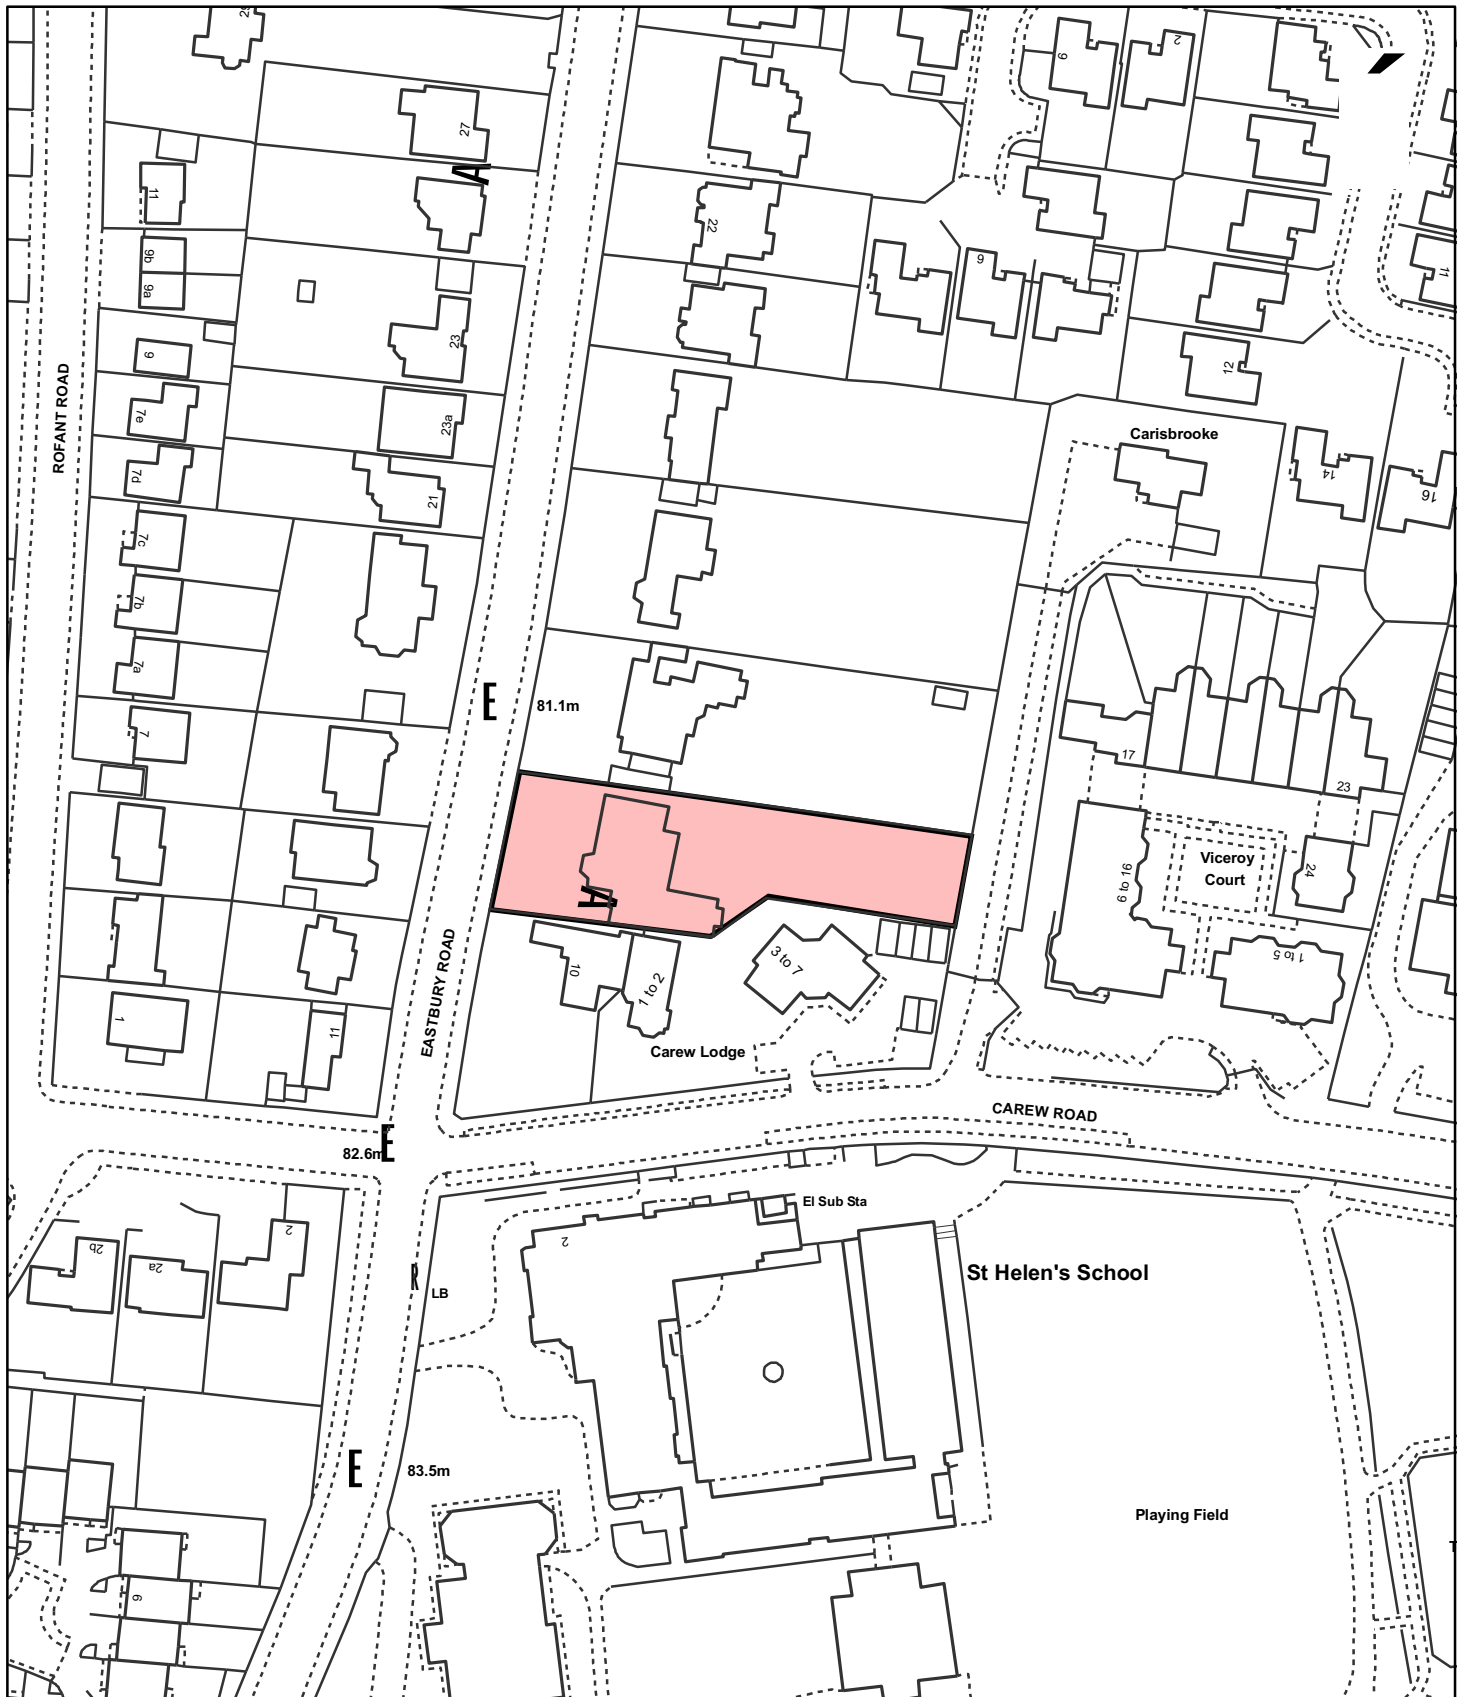 27
11
22
9b
9a
23
9
12
7e
23a
ROFANT ROAD
Carisbrooke
7d
21
14
16
7c
7b
7a
E
81.1m
7
17
23
Viceroy
Court
6 to 16
24
EASTBURY ROAD
10
1 to 2
3 to 7
1 to 5
1
11
Carew Lodge
CAREW ROAD
82.6m
E
El Sub Sta
2
2b
2a
2
St Helen's School
LB
83.5m
E
Playing Field
A
A
R
2
11